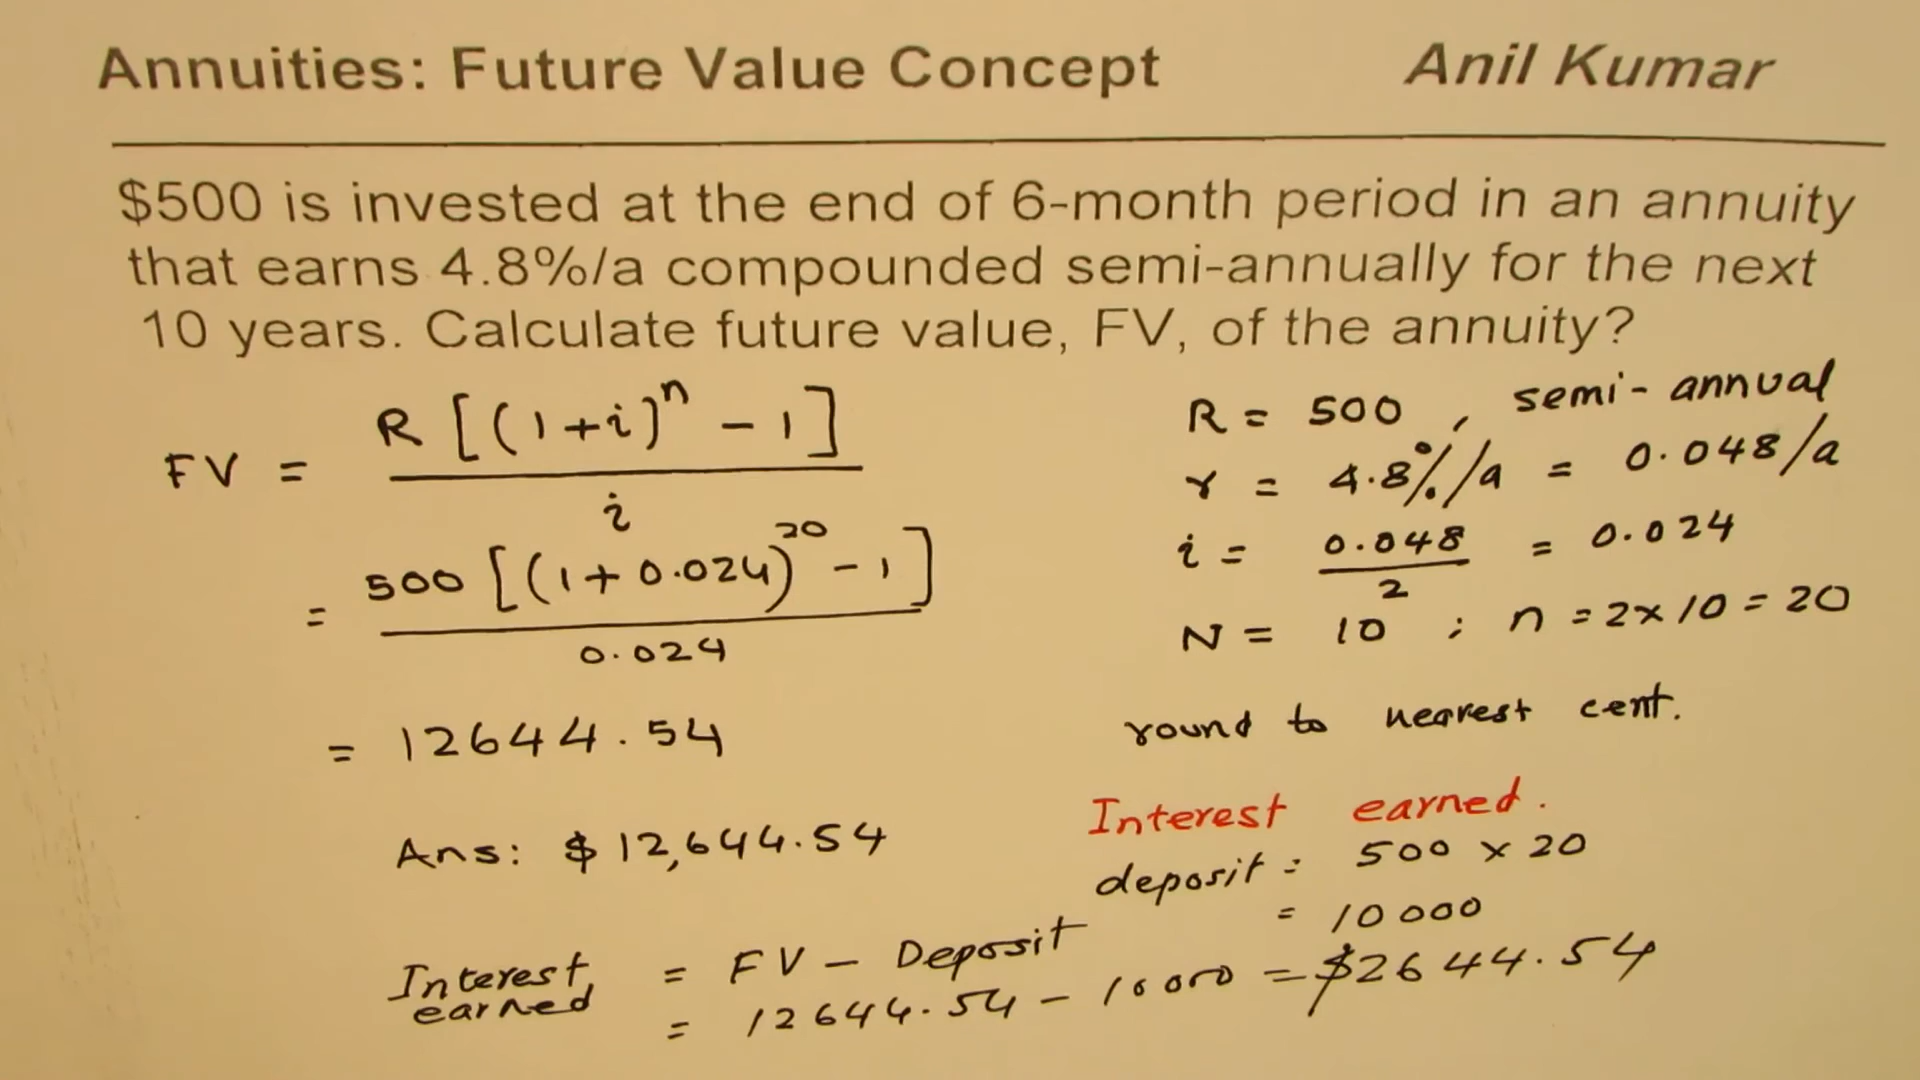 Annuities: Future Value Concept Anil Kumar
$500 is invested at the end of 6-month period in an annuity
that earns 4.8%/a compounded semi-annually for the next
10 years. Calculate future value, FV, of the annuity?
FV = R[(1+i)^n - 1] / i
= 500[(1+0.024)^20 - 1] / 0.024
= 12644.54
Ans: $12,644.54
R = 500, semi-annual
r = 4.8%/a = 0.048/a
i = 0.048 / 2 = 0.024
N = 10 ; n = 2×10 = 20
round to nearest cent.
Interest earned.
deposit = 500 × 20
= 10000
Interest earned = FV - Deposit
= 12644.54 - 10000 = $2644.54